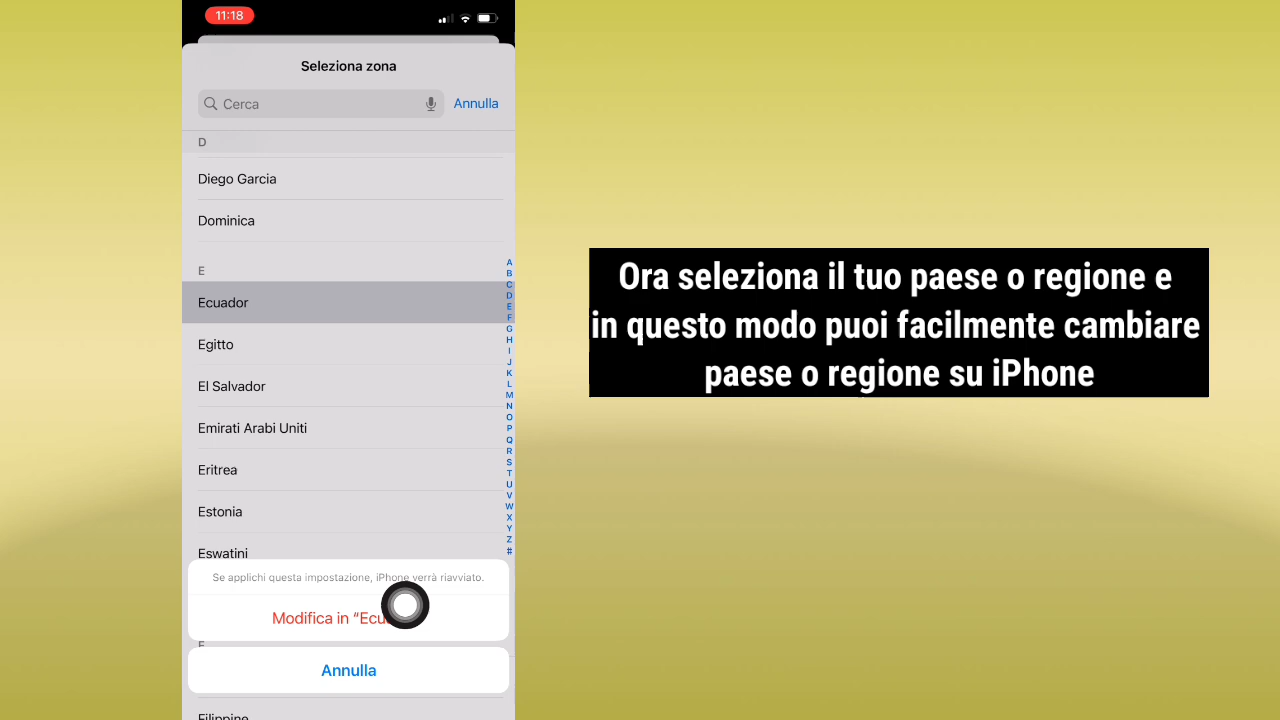 11:18
Seleziona zona
Cerca
Annulla
D
Diego Garcia
Dominica
E
Ecuador
Egitto
El Salvador
Emirati Arabi Uniti
Eritrea
Estonia
Eswatini
Se applichi questa impostazione, iPhone verrà riavviato.
Modifica in “Ecu
Annulla
Filippine
A
B
C
D
E
F
G
H
I
J
K
L
M
N
O
P
Q
R
S
T
U
V
W
X
Y
Z
#
Ora seleziona il tuo paese o regione e
in questo modo puoi facilmente cambiare
paese o regione su iPhone